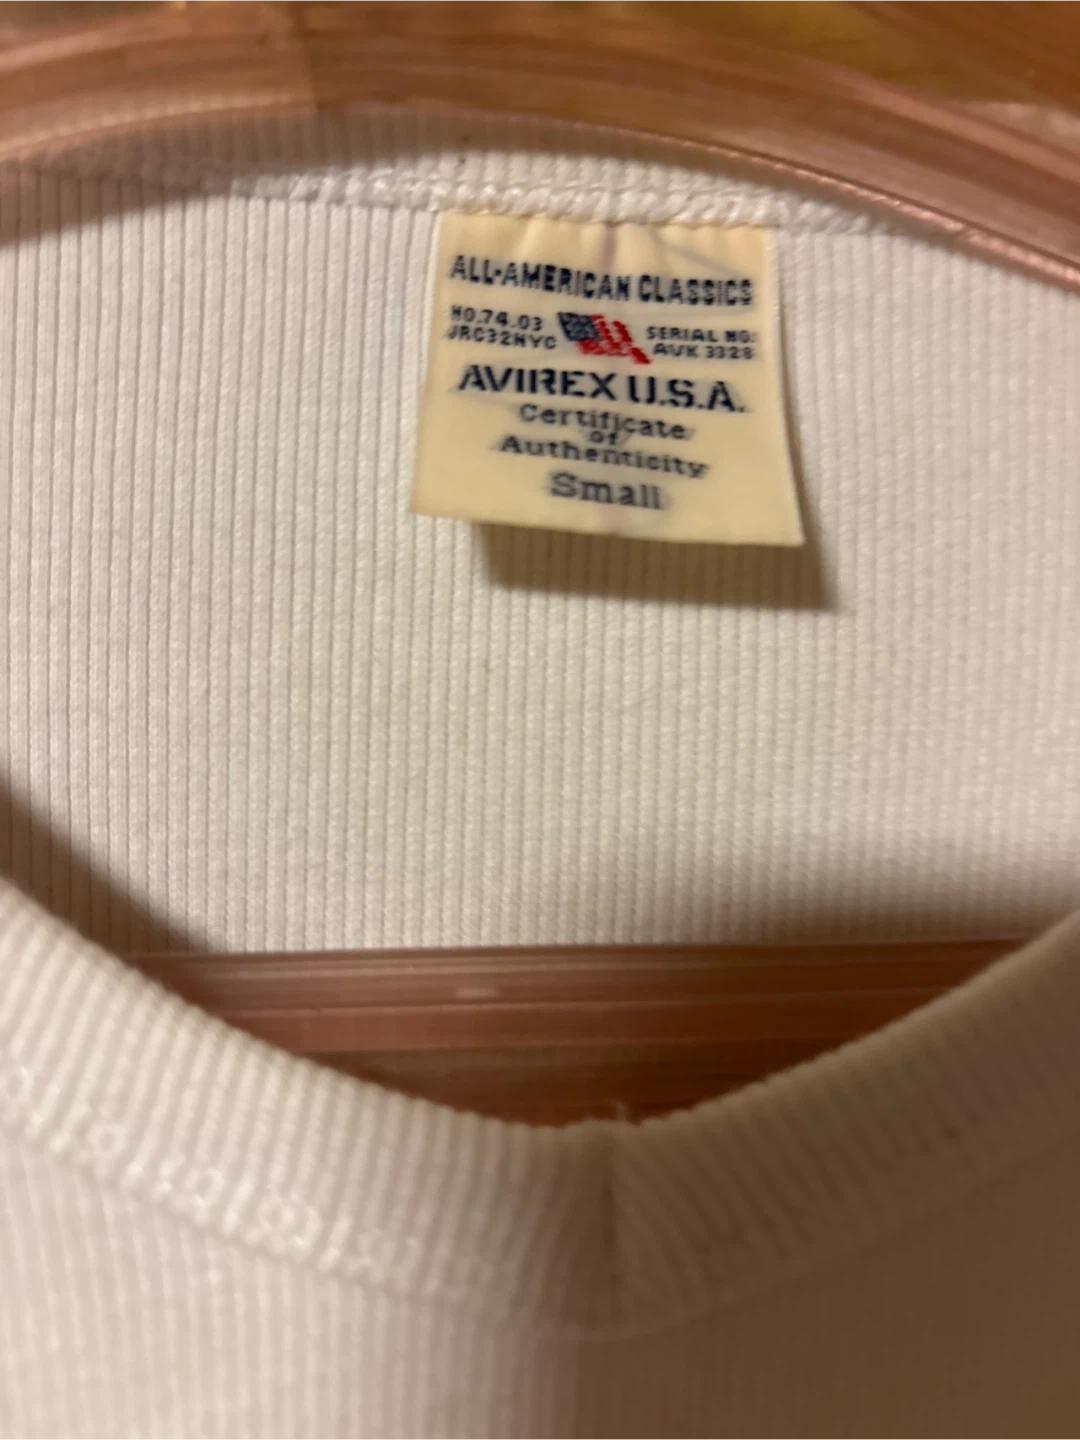 ALL-AMERICAN CLASSICS
NO.74.03
JRC32NYC
SERIAL NO:
AVK 3328
AVIREX U.S.A.
Certificate
of
Authenticity
Small